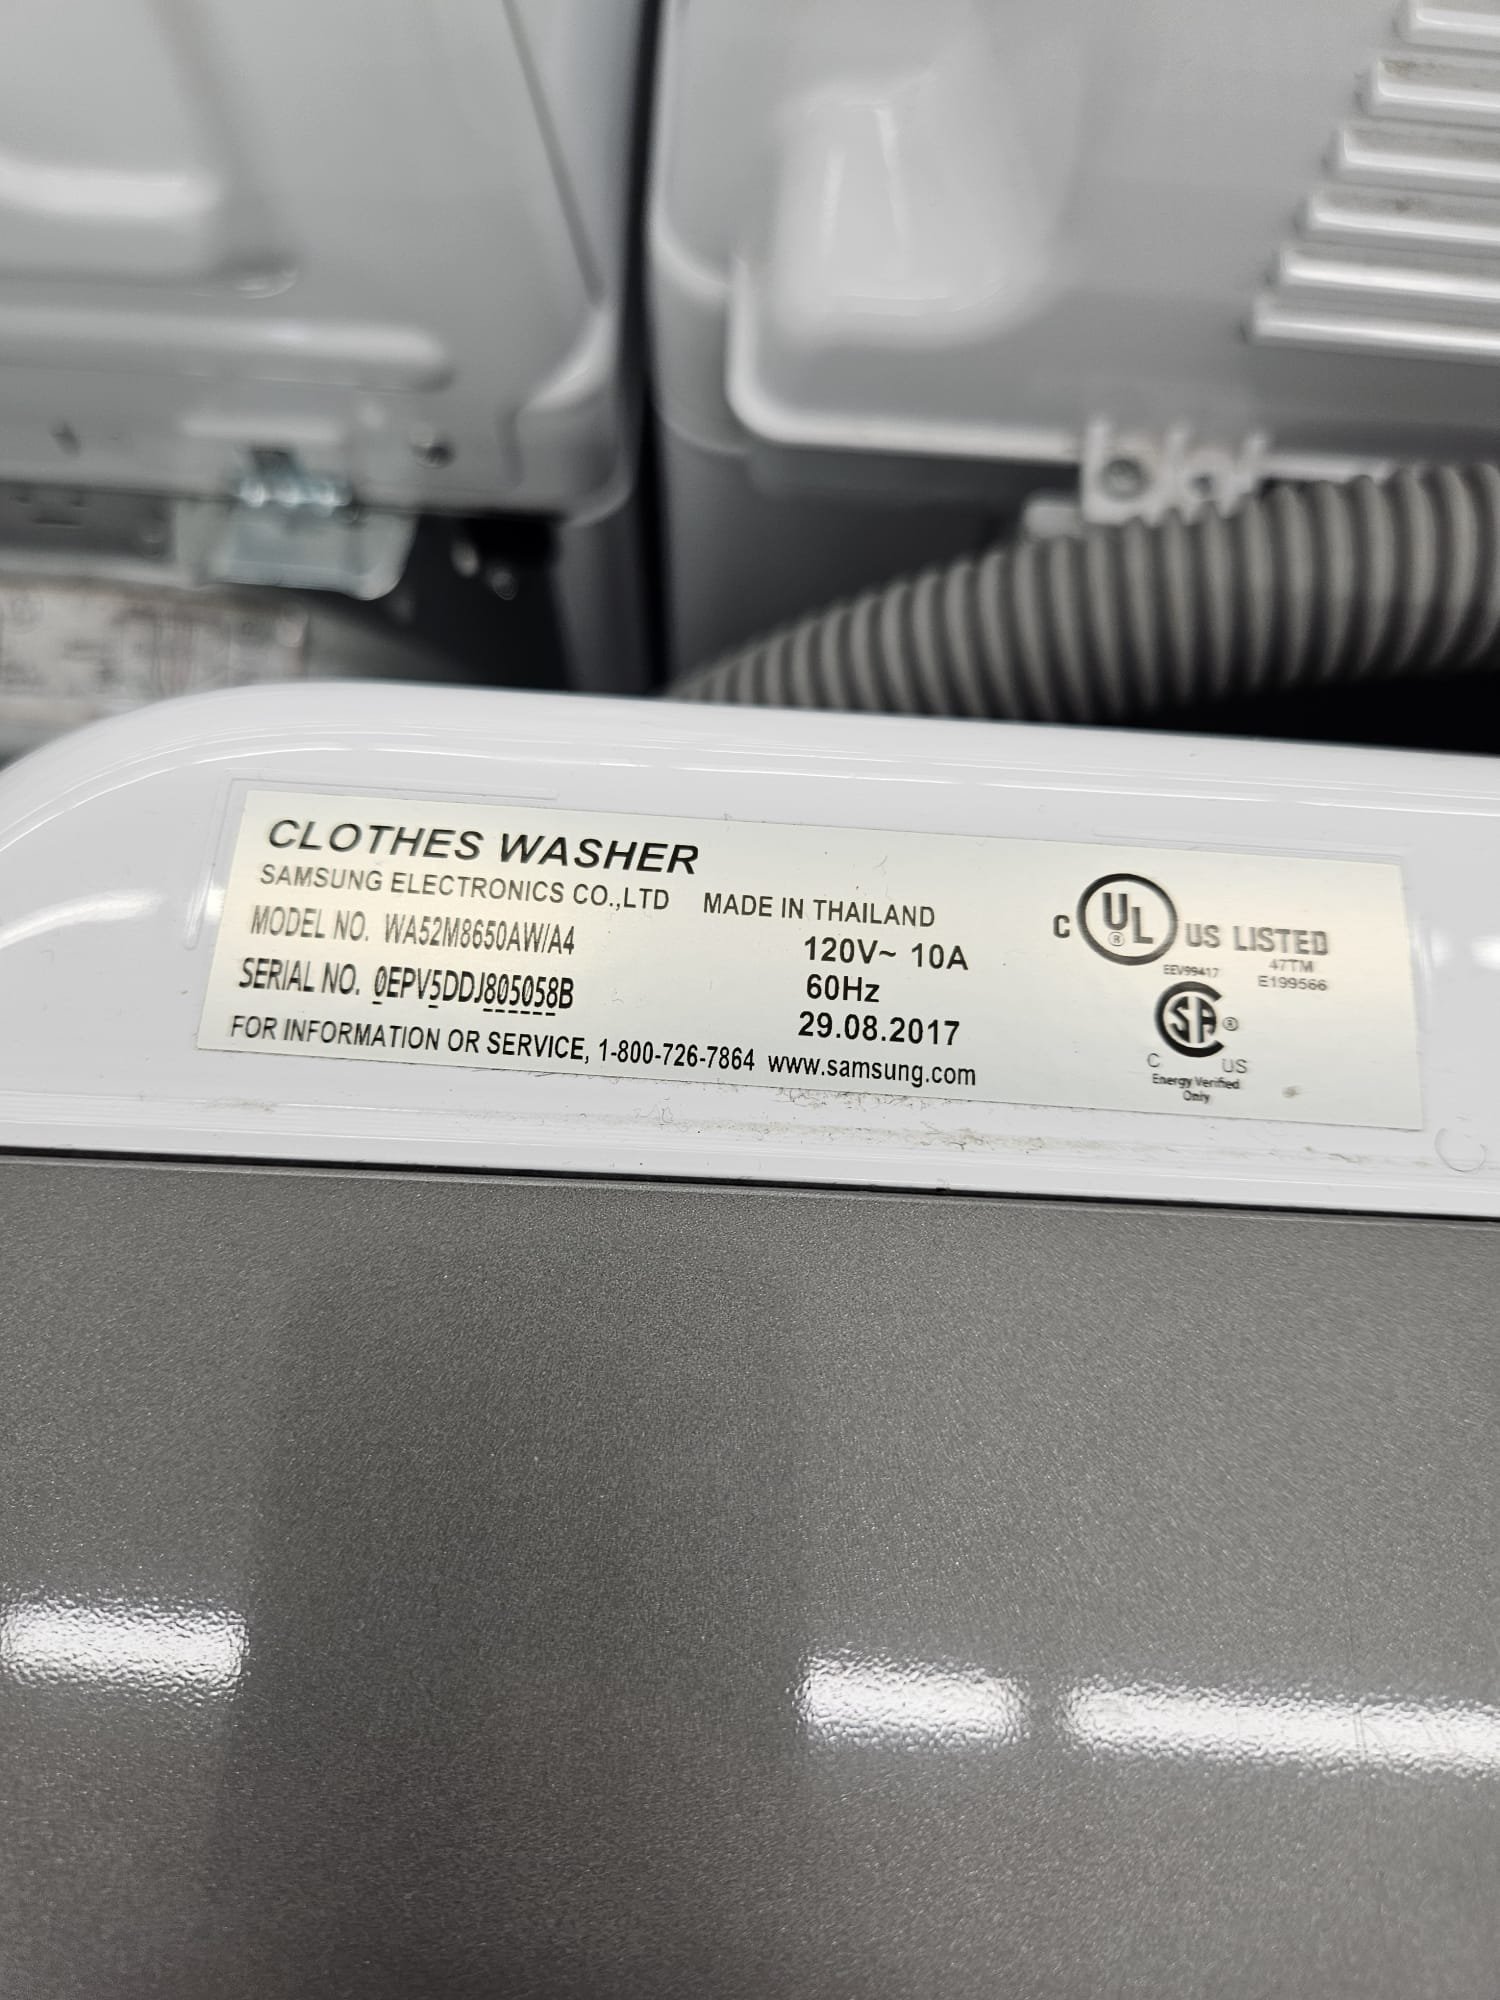 CLOTHES WASHER
SAMSUNG ELECTRONICS CO.,LTD MADE IN THAILAND
MODEL NO. WA52M8650AW/A4
120V~ 10A
SERIAL NO. 0EPV5DDJ805058B
60Hz
29.08.2017
FOR INFORMATION OR SERVICE, 1-800-726-7864 www.samsung.com
C UL ® US LISTED
EEV99417 47TM
E199566
SA ®
C US
Energy Verified
Only